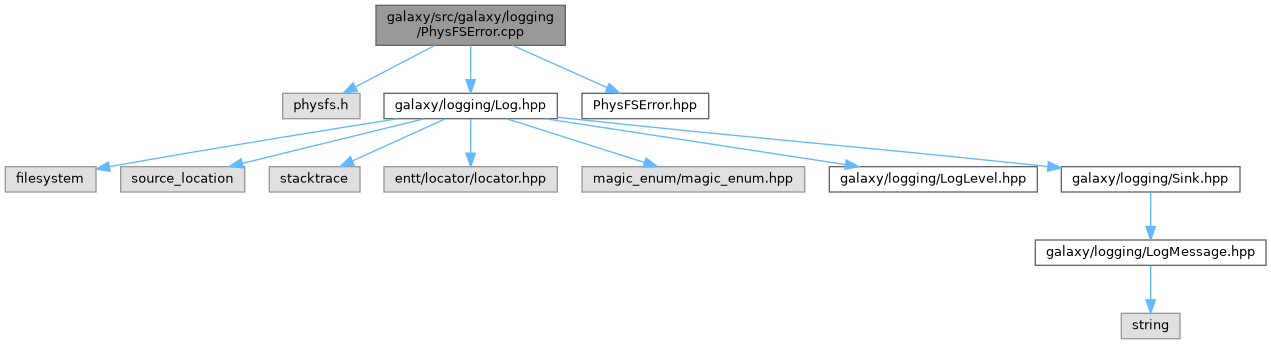 galaxy/src/galaxy/logging
/PhysFSError.cpp
physfs.h
galaxy/logging/Log.hpp
PhysFSError.hpp
filesystem
source_location
stacktrace
entt/locator/locator.hpp
magic_enum/magic_enum.hpp
galaxy/logging/LogLevel.hpp
galaxy/logging/Sink.hpp
galaxy/logging/LogMessage.hpp
string